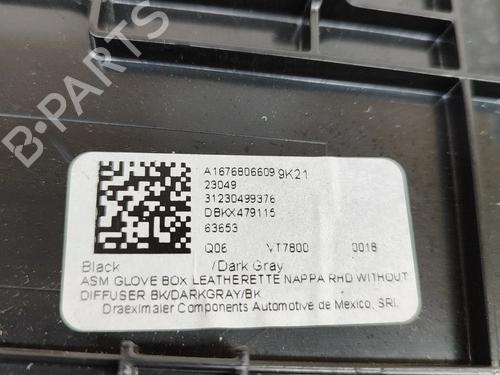 B-PARTS
A1676806609 9K21
23049
31230499376
DBKX479115
63653
Q06 VT7800 0018
Black /Dark Gray
ASM GLOVE BOX LEATHERETTE NAPPA RHD WITHOUT
DIFFUSER BK/DARKGRAY/BK
Draexlmaier Components Automotive de Mexico, SRL.